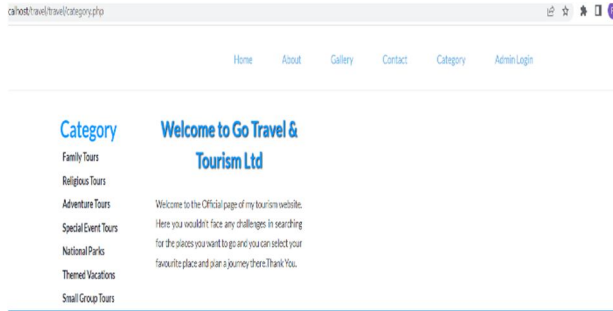 calhost/travel/travel/category.php
Home About Gallery Contact Category Admin Login
Category
Family Tours
Religious Tours
Adventure Tours
Special Event Tours
National Parks
Themed Vacations
Small Group Tours
Welcome to Go Travel &
Tourism Ltd
Welcome to the Official page of my tourism website.
Here you wouldn't face any challenges in searching
for the places you want to go and you can select your
favourite place and plan a journey there.Thank You.